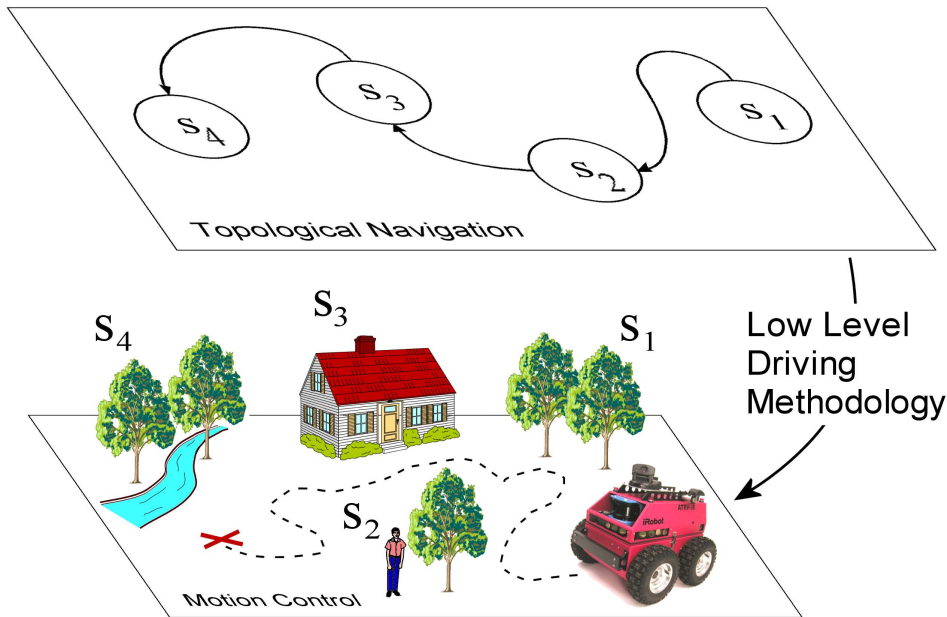 S4
S3
S2
S1
Topological Navigation
S4
S3
S1
Low Level
Driving
Methodology
S2
iRobot
Motion Control